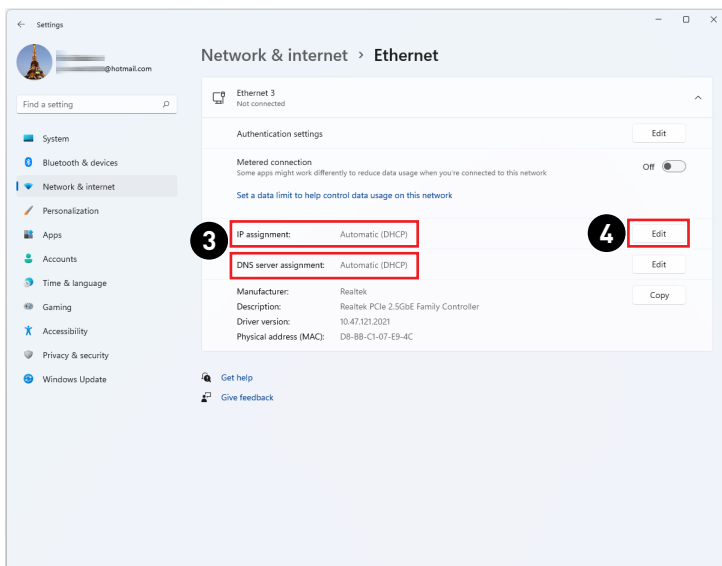 Settings
@hotmail.com
Find a setting
System
Bluetooth & devices
Network & internet
Personalization
Apps
Accounts
Time & language
Gaming
Accessibility
Privacy & security
Windows Update
Network & internet > Ethernet
Ethernet 3
Not connected
Authentication settings
Edit
Metered connection
Some apps might work differently to reduce data usage when you're connected to this network
Off
Set a data limit to help control data usage on this network
3
IP assignment: Automatic (DHCP)
4
Edit
DNS server assignment: Automatic (DHCP)
Edit
Manufacturer: Realtek
Copy
Description: Realtek PCIe 2.5GbE Family Controller
Driver version: 10.47.121.2021
Physical address (MAC): D8-BB-C1-07-E9-4C
Get help
Give feedback